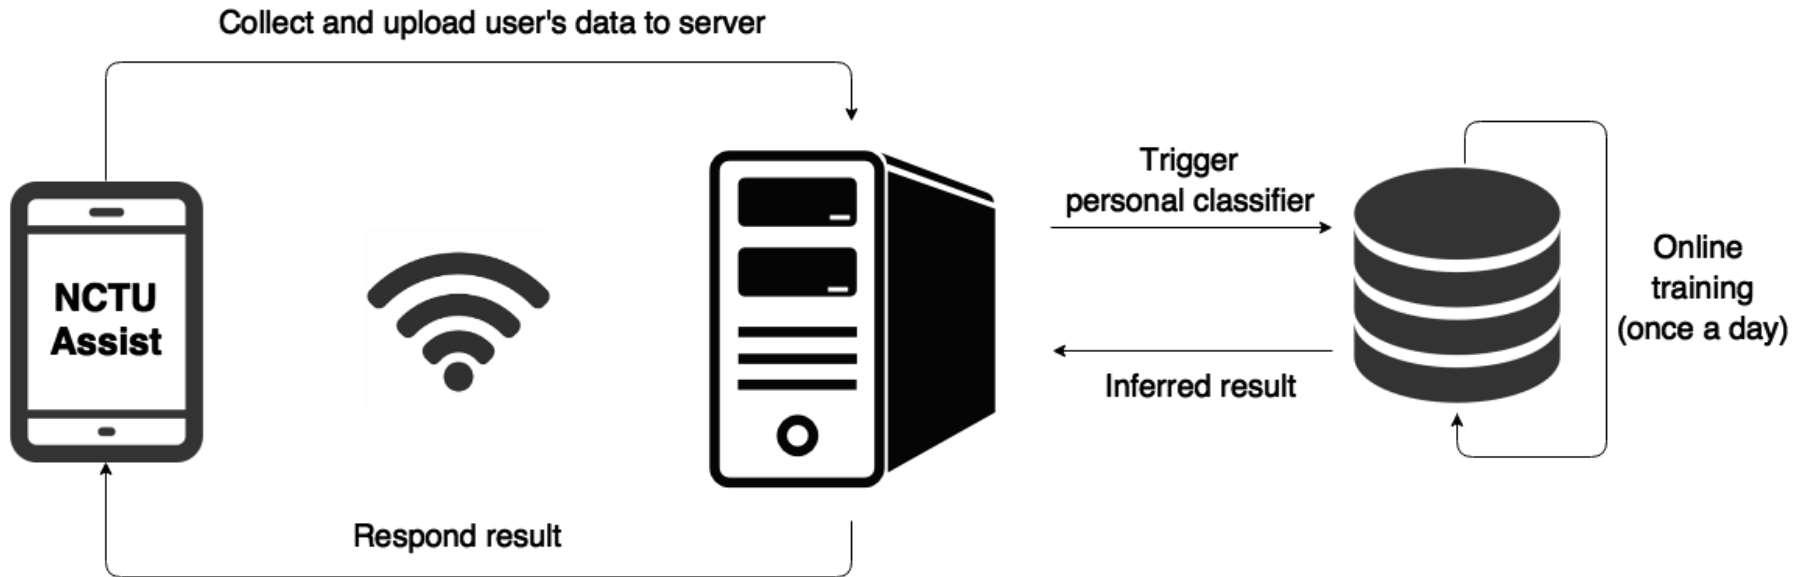 Collect and upload user's data to server
NCTU
Assist
Trigger
personal classifier
Inferred result
Online
training
(once a day)
Respond result